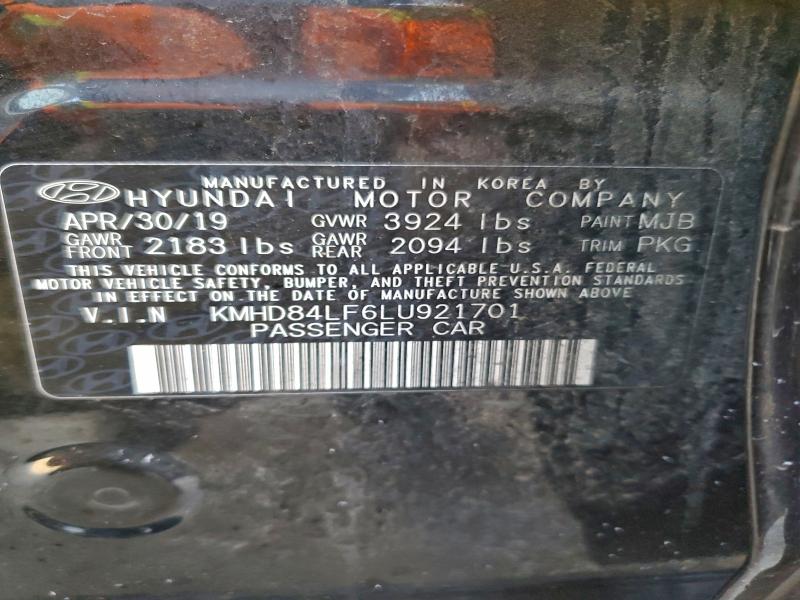 MANUFACTURED IN KOREA BY
HYUNDAI MOTOR COMPANY
APR/30/19 GVWR 3924 lbs PAINT MJB
GAWR FRONT 2183 lbs GAWR REAR 2094 lbs TRIM PKG
THIS VEHICLE CONFORMS TO ALL APPLICABLE U.S.A. FEDERAL
MOTOR VEHICLE SAFETY, BUMPER, AND THEFT PREVENTION STANDARDS
IN EFFECT ON THE DATE OF MANUFACTURE SHOWN ABOVE
V.I.N KMHD84LF6LU921701
PASSENGER CAR